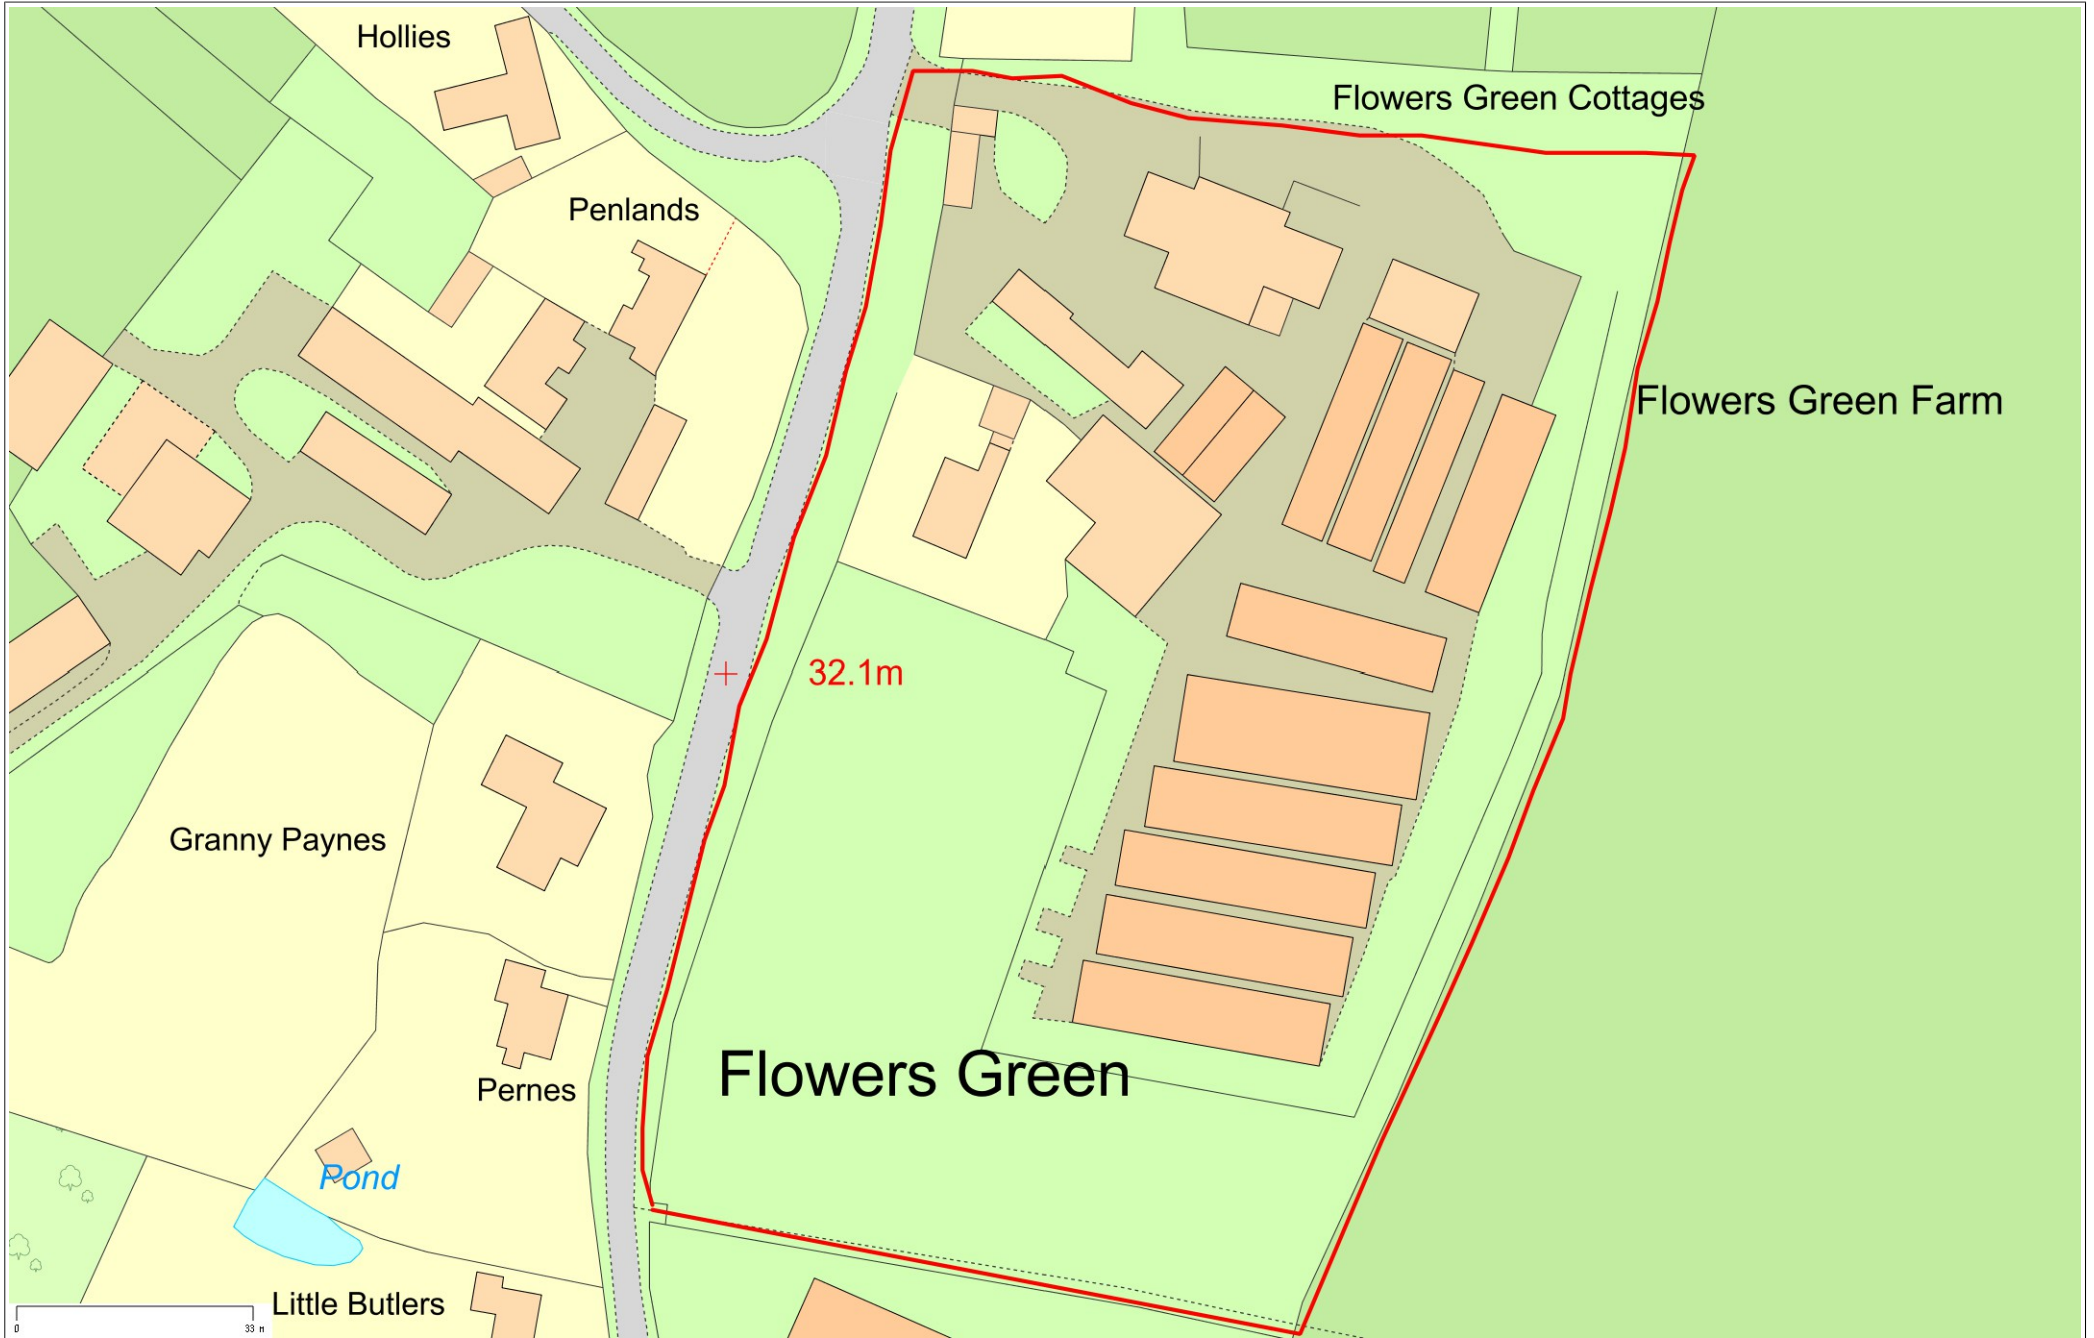 Hollies
Flowers Green Cottages
Penlands
Flowers Green Farm
32.1m
Granny Paynes
Flowers Green
Pernes
Pond
Little Butlers
0 33 M